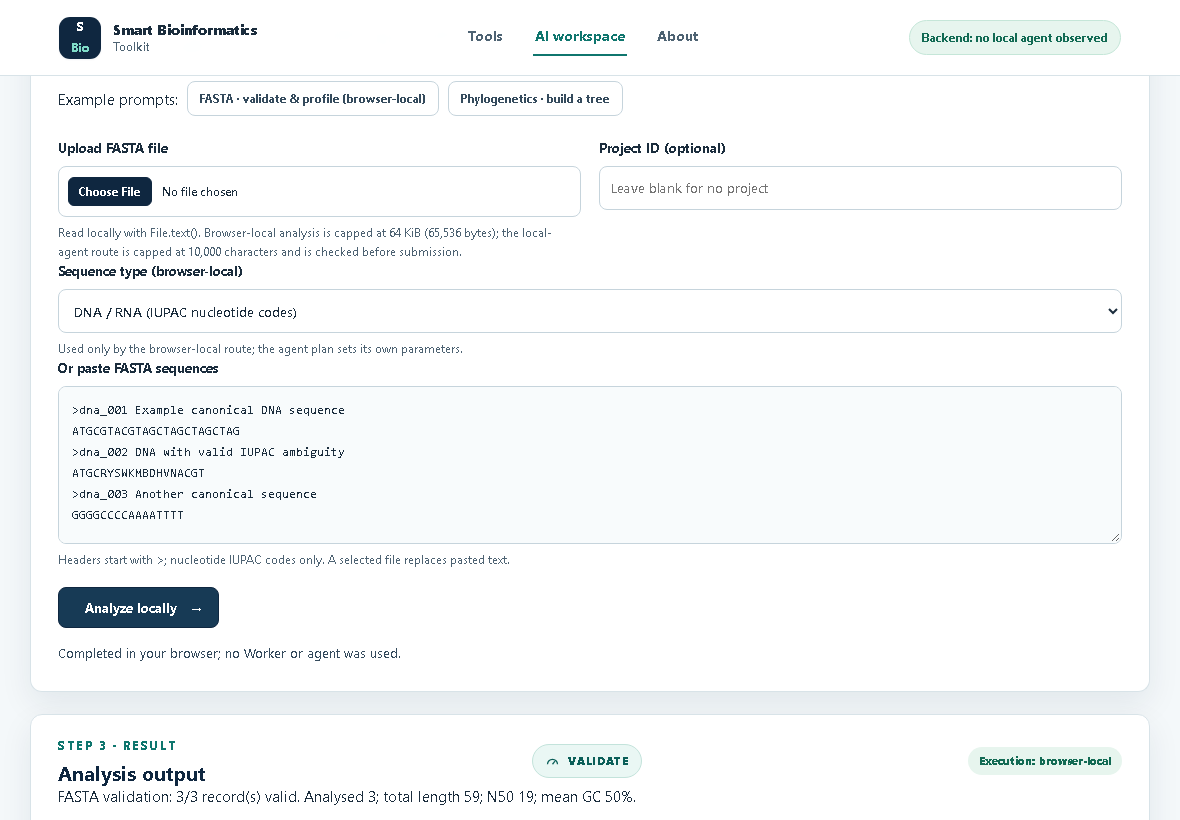 S
Bio
Smart Bioinformatics
Toolkit
Tools
AI workspace
About
Backend: no local agent observed
Example prompts:
FASTA · validate & profile (browser-local)
Phylogenetics · build a tree
Upload FASTA file
Project ID (optional)
Choose File
No file chosen
Leave blank for no project
Read locally with File.text(). Browser-local analysis is capped at 64 KiB (65,536 bytes); the local-
agent route is capped at 10,000 characters and is checked before submission.
Sequence type (browser-local)
DNA / RNA (IUPAC nucleotide codes)
Used only by the browser-local route; the agent plan sets its own parameters.
Or paste FASTA sequences
>dna_001 Example canonical DNA sequence
ATGCGTACGTAGCTAGCTAGCTAG
>dna_002 DNA with valid IUPAC ambiguity
ATGCRYSWKMBDHVNACGT
>dna_003 Another canonical sequence
GGGGCCCCAAAATTTT
Headers start with >; nucleotide IUPAC codes only. A selected file replaces pasted text.
Analyze locally →
Completed in your browser; no Worker or agent was used.
STEP 3 · RESULT
VALIDATE
Execution: browser-local
Analysis output
FASTA validation: 3/3 record(s) valid. Analysed 3; total length 59; N50 19; mean GC 50%.